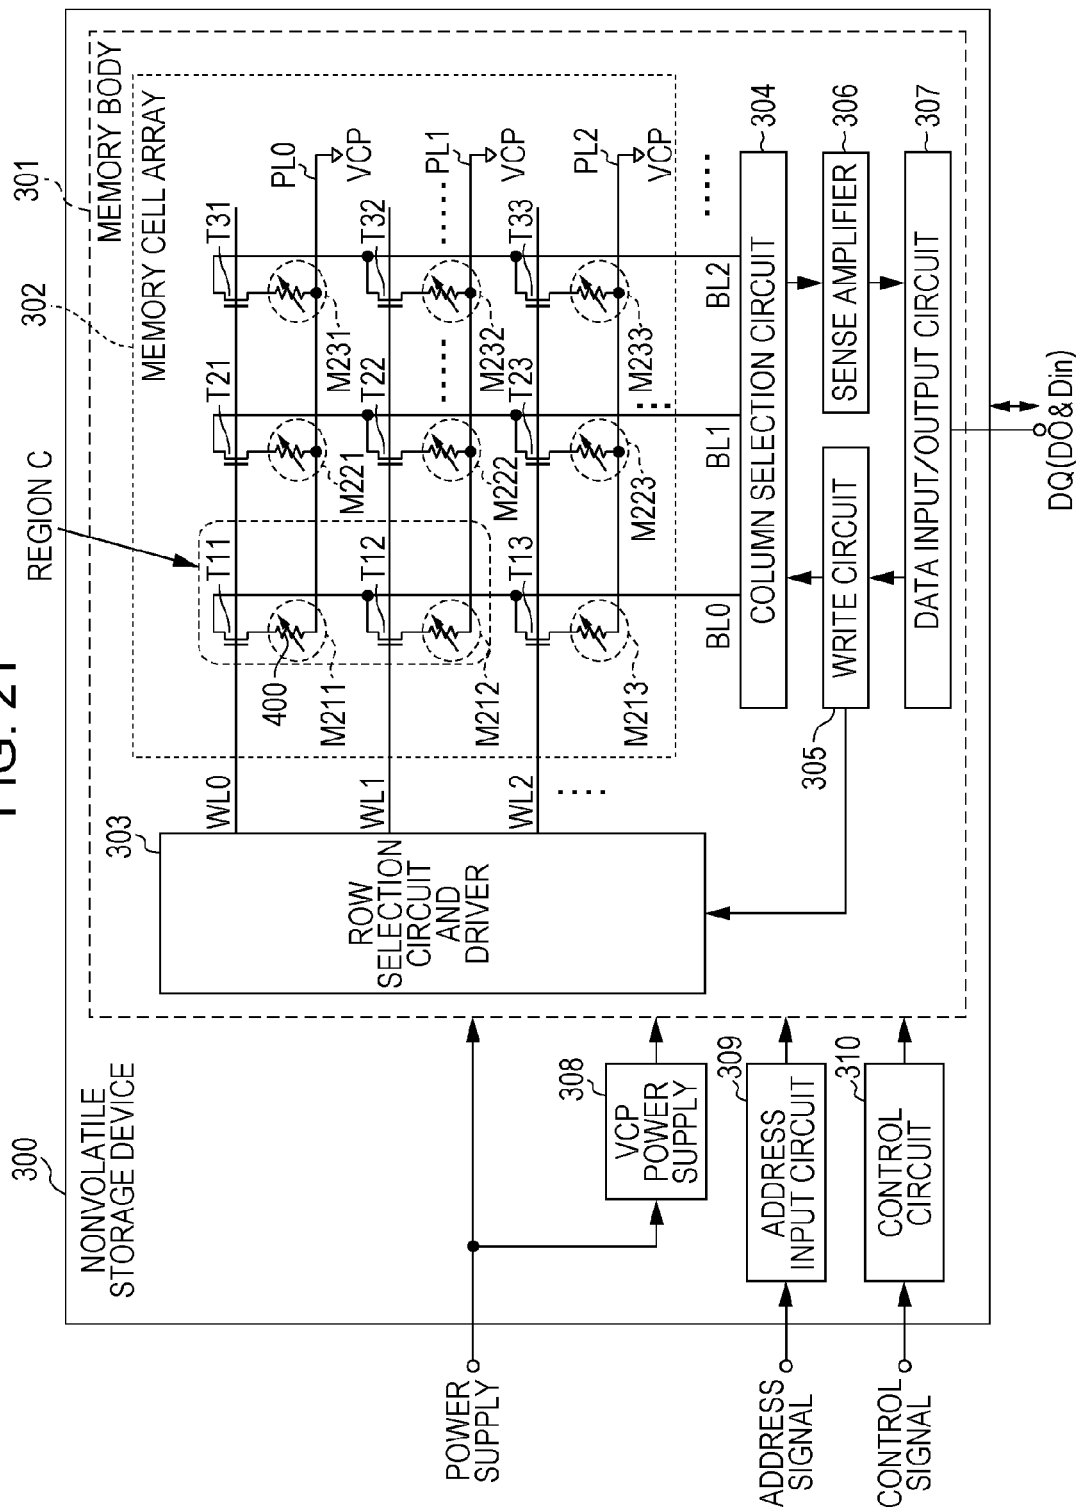 FIG. 21
300
NONVOLATILE
STORAGE DEVICE
301
MEMORY BODY
302
MEMORY CELL ARRAY
REGION C
303
ROW
SELECTION
CIRCUIT
AND
DRIVER
WL0
WL1
WL2
....
T11
T21
T31
400
M211
M221
M231
PL0
VCP
T12
T22
T32
M212
M222
M232
.....
.....
PL1
VCP
T13
T23
T33
M213
M223
M233
....
PL2
VCP
BL0
BL1
BL2
.....
COLUMN SELECTION CIRCUIT
304
305
WRITE CIRCUIT
SENSE AMPLIFIER
306
DATA INPUT/OUTPUT CIRCUIT
307
DQ(DO&Din)
POWER
SUPPLY
308
VCP
POWER
SUPPLY
ADDRESS
SIGNAL
309
ADDRESS
INPUT CIRCUIT
CONTROL
SIGNAL
310
CONTROL
CIRCUIT